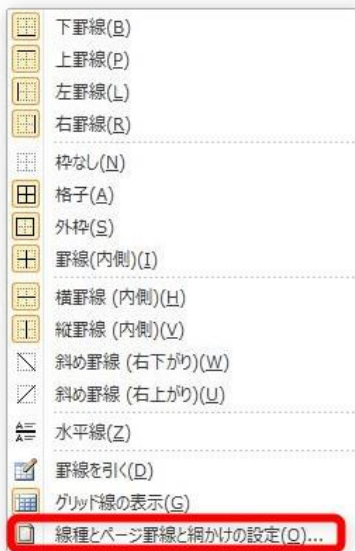 下罫線(B)
上罫線(P)
左罫線(L)
右罫線(R)
枠なし(N)
格子(A)
外枠(S)
罫線(内側)(I)
横罫線 (内側)(H)
縦罫線 (内側)(V)
斜め罫線 (右下がり)(W)
斜め罫線 (右上がり)(U)
水平線(Z)
罫線を引く(D)
グリッド線の表示(G)
線種とページ罫線と網かけの設定(O)...